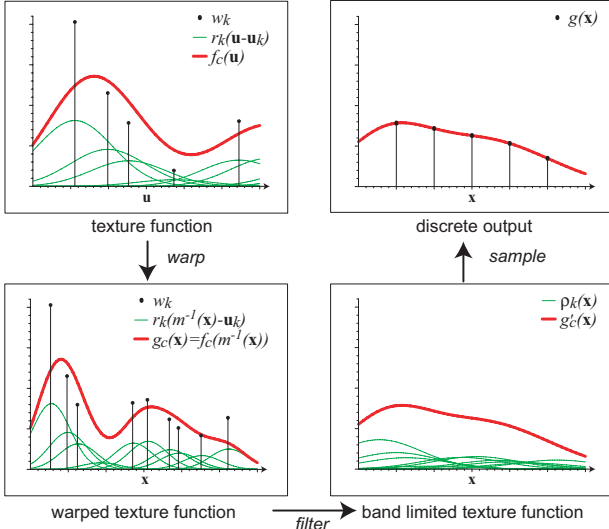 w_k
r_k(u-u_k)
f_c(u)
u
texture function
g(x)
x
discrete output
warp
sample
w_k
r_k(m⁻¹(x)-u_k)
g_c(x)=f_c(m⁻¹(x))
x
warped texture function
ρ_k(x)
g'_c(x)
x
band limited texture function
filter